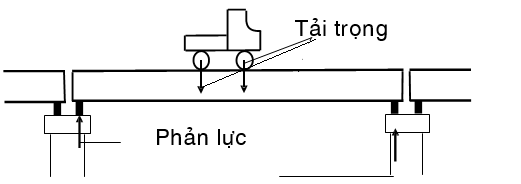 Tải trọng
Phản lực